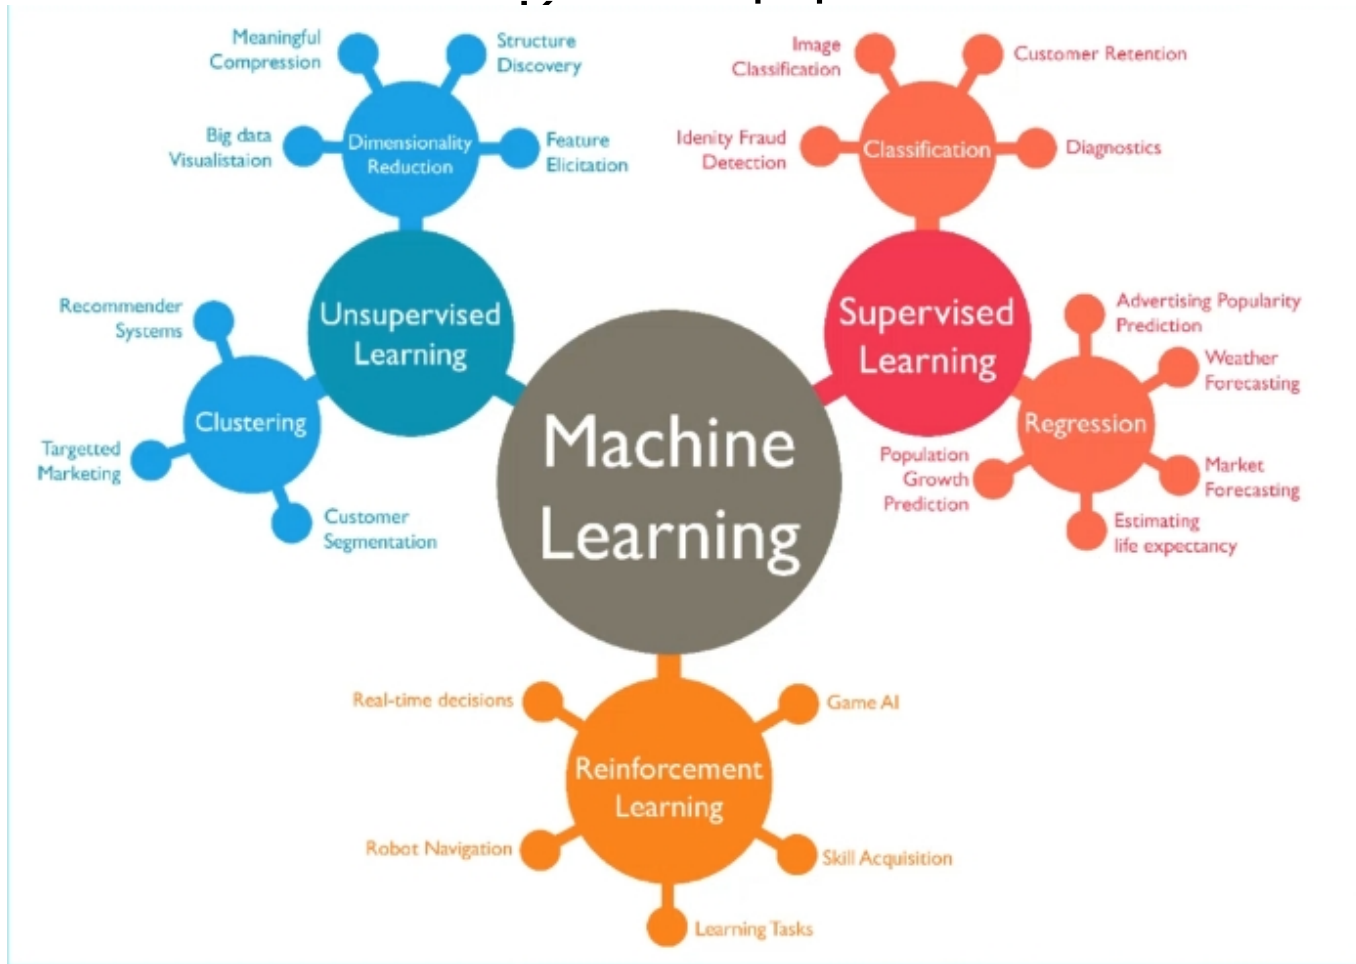 Meaningful
Compression
Structure
Discovery
Big data
Visualistaion
Dimensionality
Reduction
Feature
Elicitation
Image
Classification
Customer Retention
Idenity Fraud
Detection
Classification
Diagnostics
Unsupervised
Learning
Supervised
Learning
Recommender
Systems
Clustering
Targetted
Marketing
Customer
Segmentation
Machine
Learning
Advertising Popularity
Prediction
Weather
Forecasting
Regression
Population
Growth
Prediction
Market
Forecasting
Estimating
life expectancy
Real-time decisions
Game AI
Reinforcement
Learning
Robot Navigation
Skill Acquisition
Learning Tasks